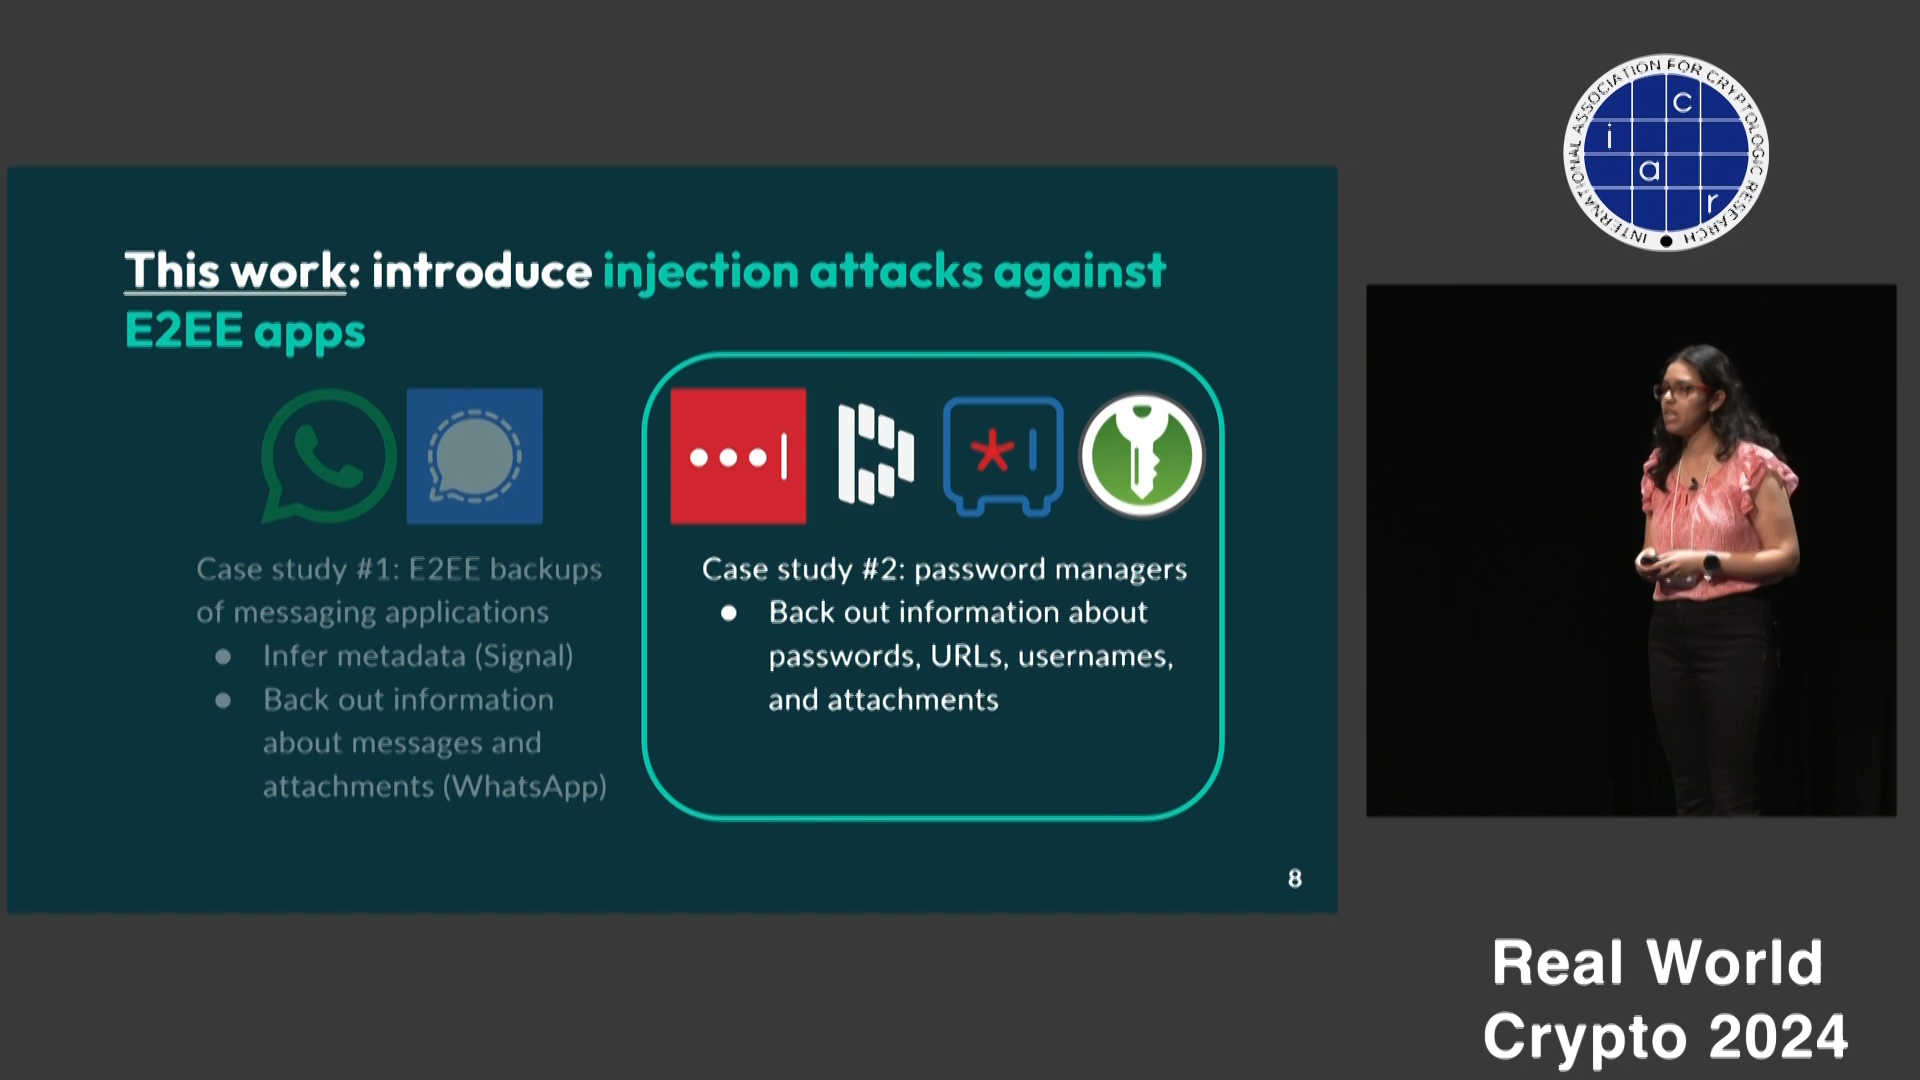 This work: introduce injection attacks against
E2EE apps
Case study #1: E2EE backups
of messaging applications
● Infer metadata (Signal)
● Back out information
about messages and
attachments (WhatsApp)
Case study #2: password managers
● Back out information about
passwords, URLs, usernames,
and attachments
8
INTERNATIONAL ASSOCIATION FOR CRYPTOLOGIC RESEARCH
i a c r
Real World
Crypto 2024